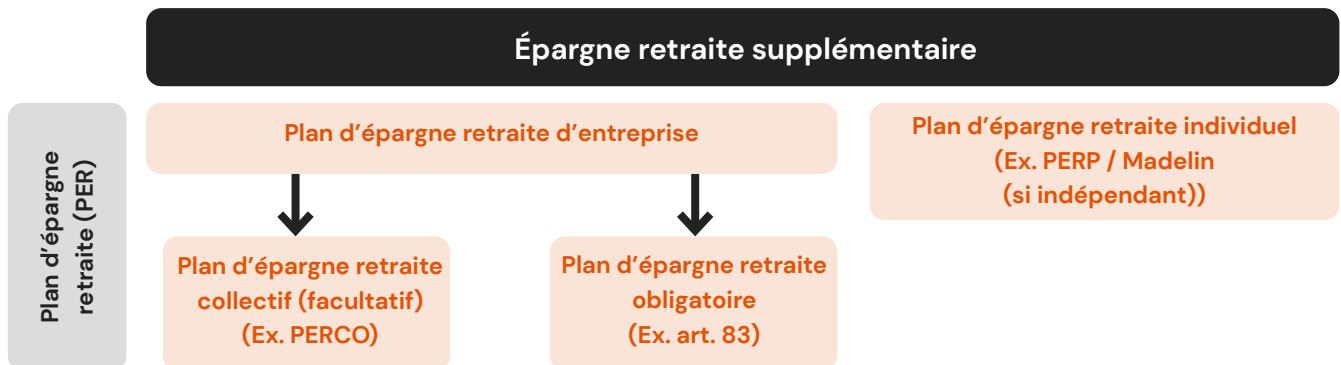 Épargne retraite supplémentaire
Plan d’épargne
retraite (PER)
Plan d’épargne retraite d’entreprise
Plan d’épargne retraite individuel
(Ex. PERP / Madelin
(si indépendant))
Plan d’épargne retraite
collectif (facultatif)
(Ex. PERCO)
Plan d’épargne retraite
obligatoire
(Ex. art. 83)